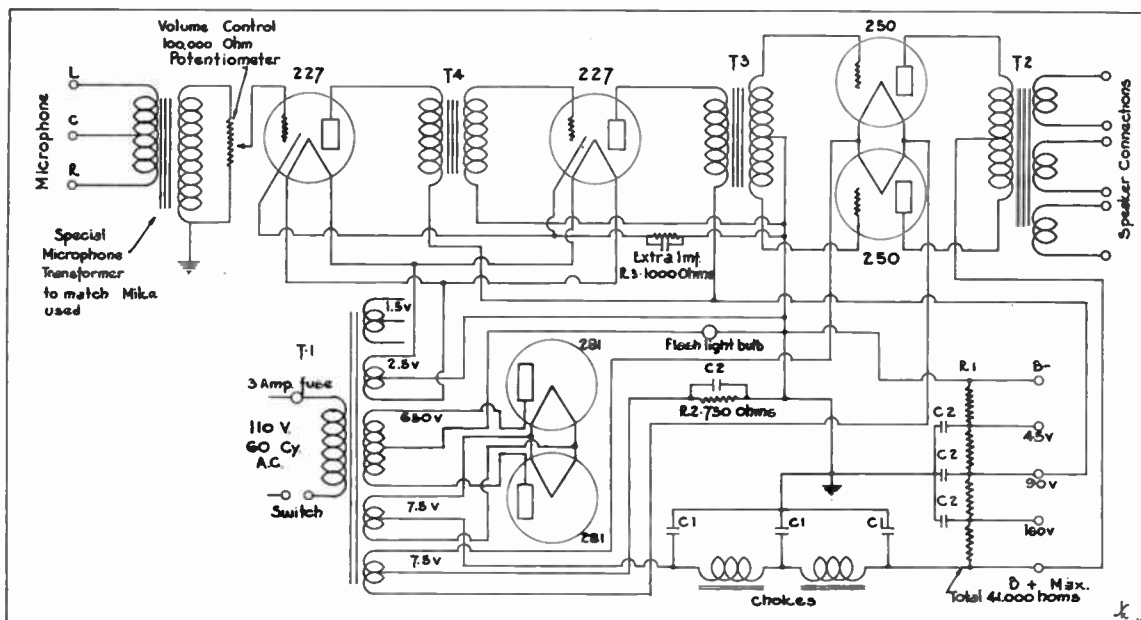 Volume Control
100,000 Ohm
Potentiometer
250
227
T4
227
T3
T2
L
C
R
Microphone
Speaker Connections
Special
Microphone
Transformer
to match Mike
used
Extra Imp.
R3·1000 Ohms
250
1.5v
T·1
2.5v
281
Flash light bulb
3 Amp. fuse
650v
110 V.
60 Cy.
A.C.
Switch
7.5v
7.5v
281
C2
R2·750 Ohms
R1
B-
C2
45v
C2
90v
C2
160v
C1
C1
C1
Chokes
B + Max.
Total 41.000 homs